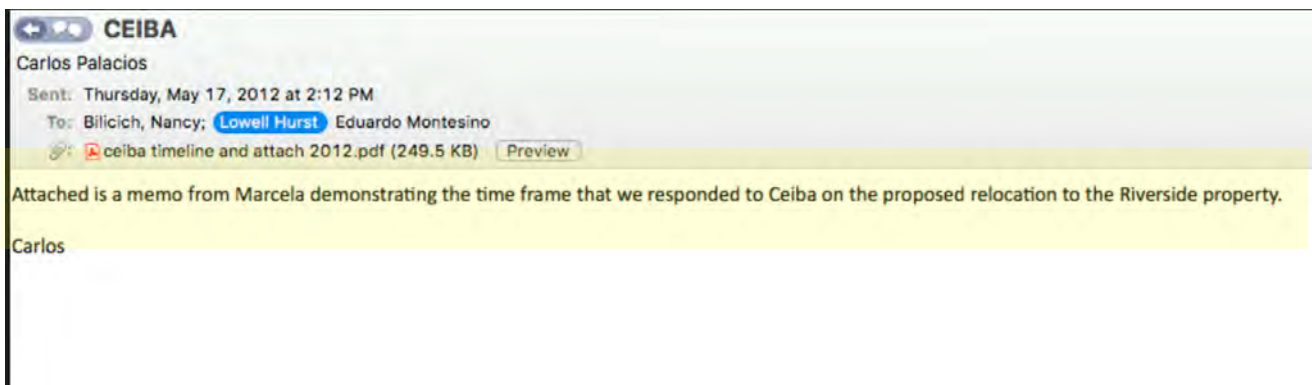 CEIBA
Carlos Palacios
Sent: Thursday, May 17, 2012 at 2:12 PM
To: Bilicich, Nancy; Lowell Hurst Eduardo Montesino
ceiba timeline and attach 2012.pdf (249.5 KB) Preview
Attached is a memo from Marcela demonstrating the time frame that we responded to Ceiba on the proposed relocation to the Riverside property.
Carlos